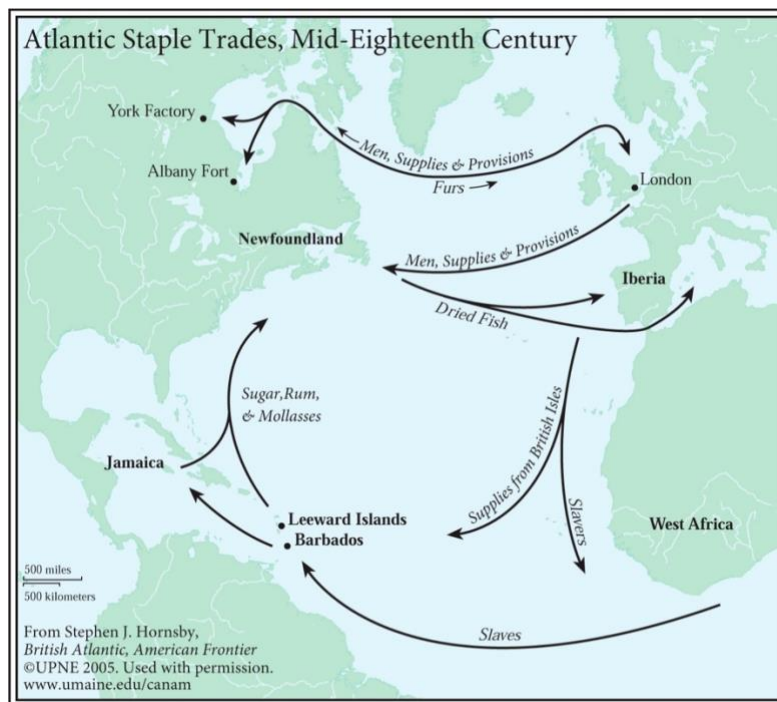 Atlantic Staple Trades, Mid-Eighteenth Century
York Factory
Albany Fort
Men, Supplies & Provisions
Furs
London
Newfoundland
Men, Supplies & Provisions
Iberia
Dried Fish
Sugar, Rum,
& Mollasses
Jamaica
Supplies from British Isles
Slavers
Leeward Islands
Barbados
West Africa
500 miles
500 kilometers
Slaves
From Stephen J. Hornsby,
British Atlantic, American Frontier
©UPNE 2005. Used with permission.
www.umaine.edu/canam